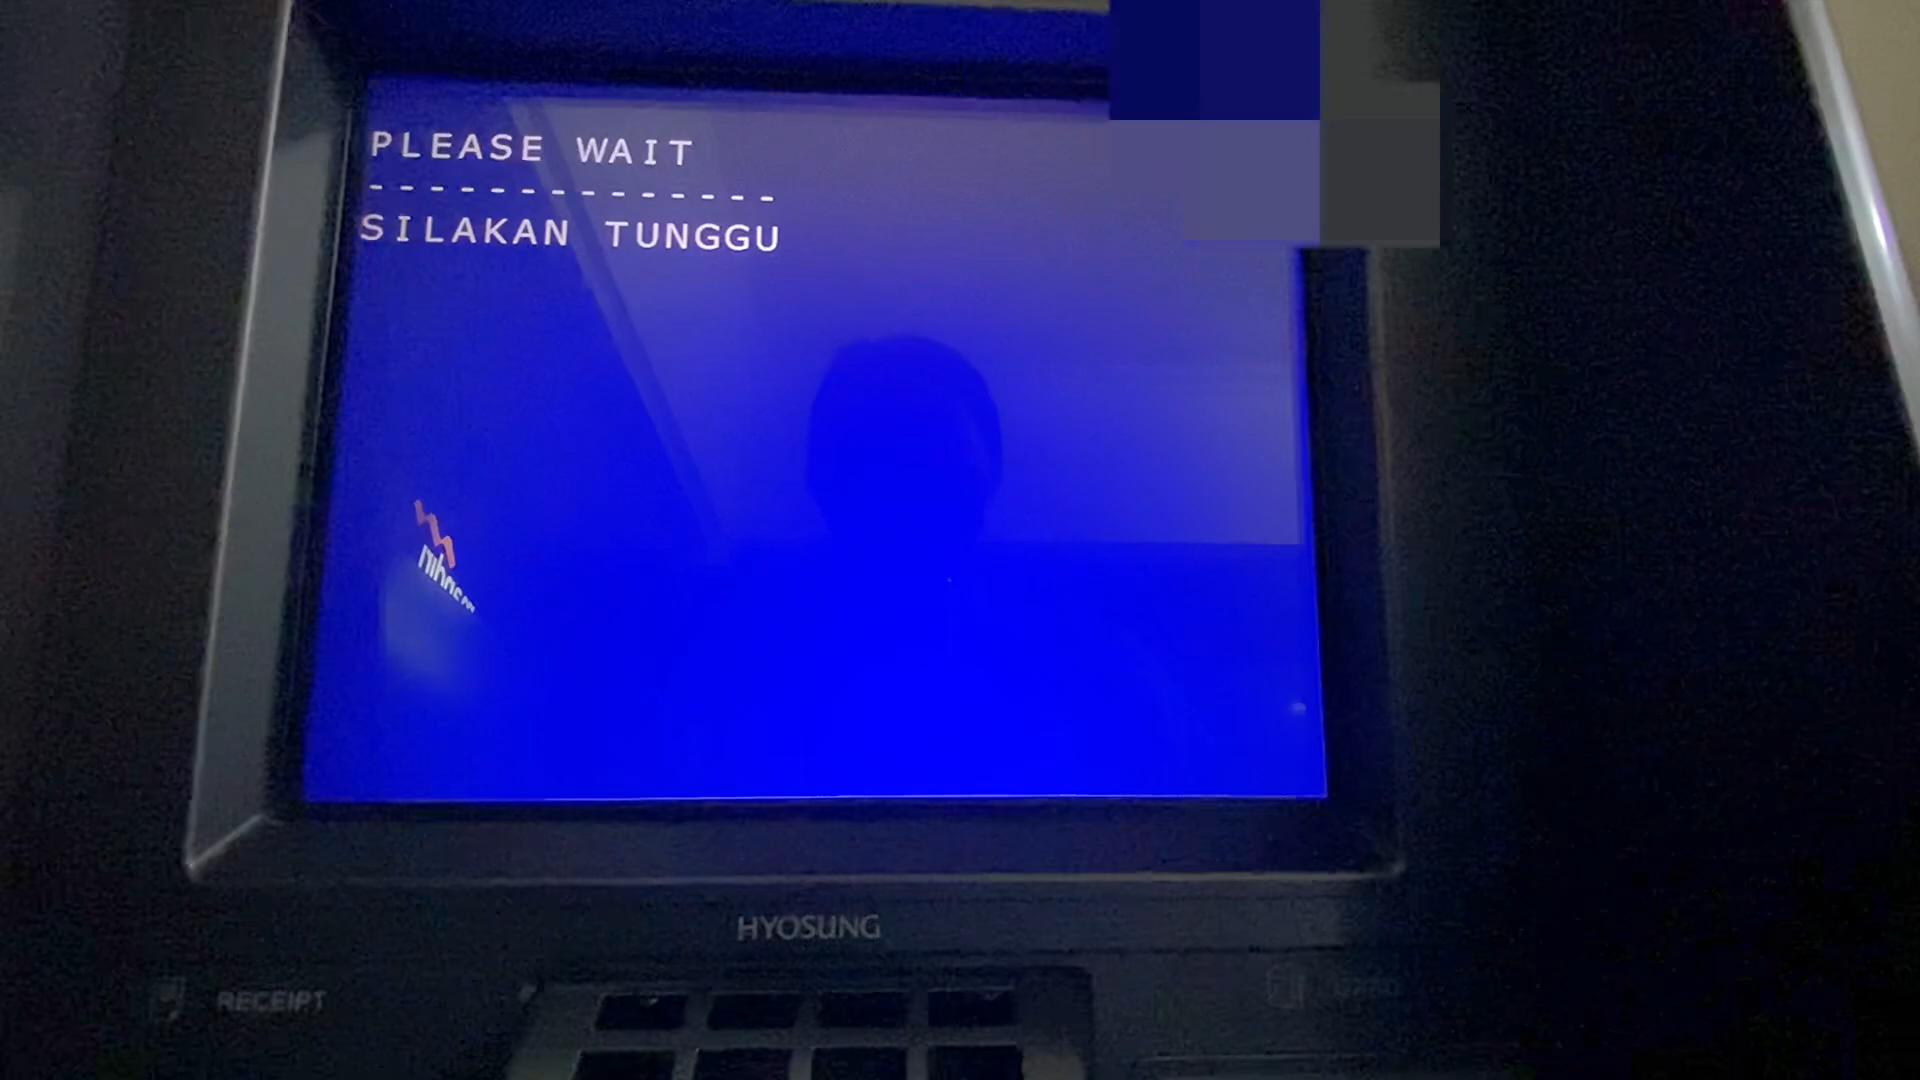 PLEASE WAIT
--------------
SILAKAN TUNGGU
HYOSUNG
RECEIPT